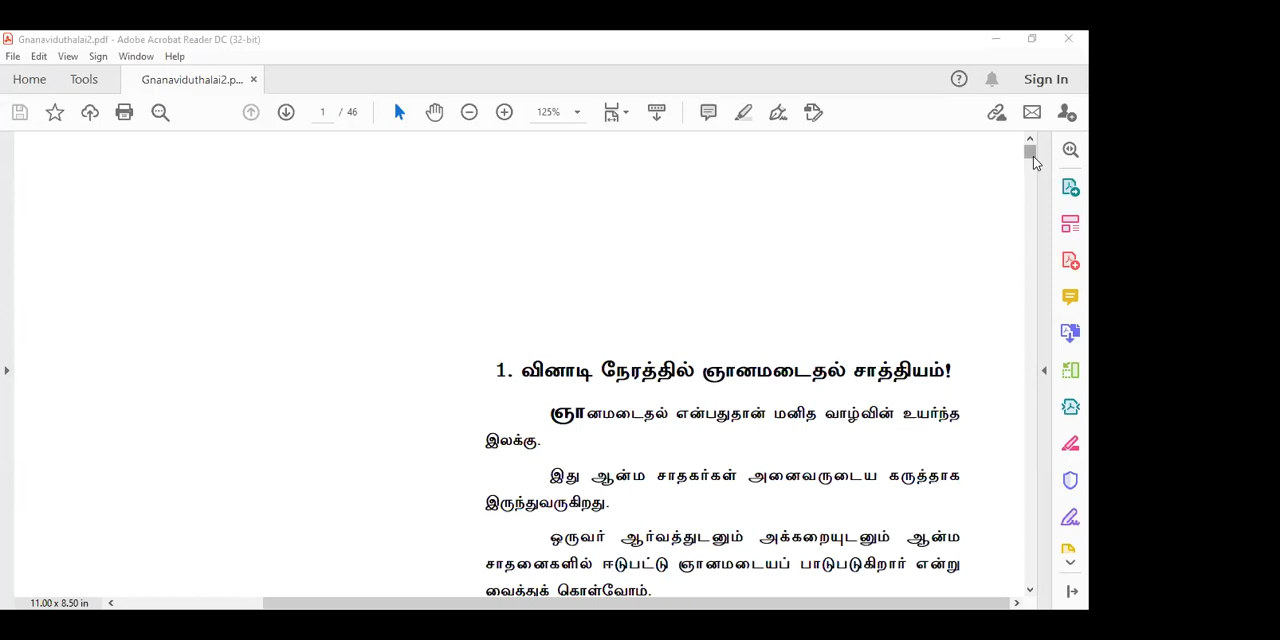 Gnanaviduthalai2.pdf - Adobe Acrobat Reader DC (32-bit)
File Edit View Sign Window Help
Home Tools Gnanaviduthalai2.p... × Sign In
1 / 46 125%
1. வினாடி நேரத்தில் ஞானமடைதல் சாத்தியம்!
ஞானமடைதல் என்பதுதான் மனித வாழ்வின் உயர்ந்த
இலக்கு.
இது ஆன்ம சாதகர்கள் அனைவருடைய கருத்தாக
இருந்துவருகிறது.
ஒருவர் ஆர்வத்துடனும் அக்கறையுடனும் ஆன்ம
சாதனைகளில் ஈடுபட்டு ஞானமடையப் பாடுபடுகிறார் என்று
வைத்துக் கொள்வோம்.
11.00 x 8.50 in